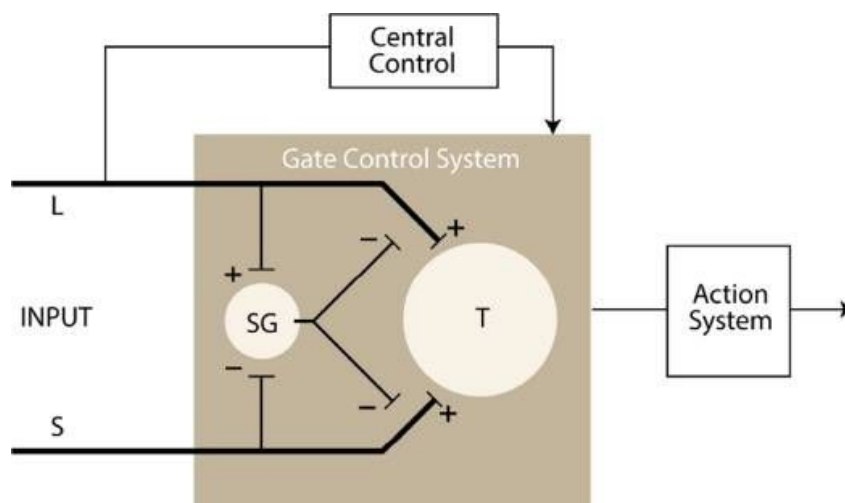 Central
Control
Gate Control System
L
+
−
+
SG
T
INPUT
Action
System
−
−
+
S